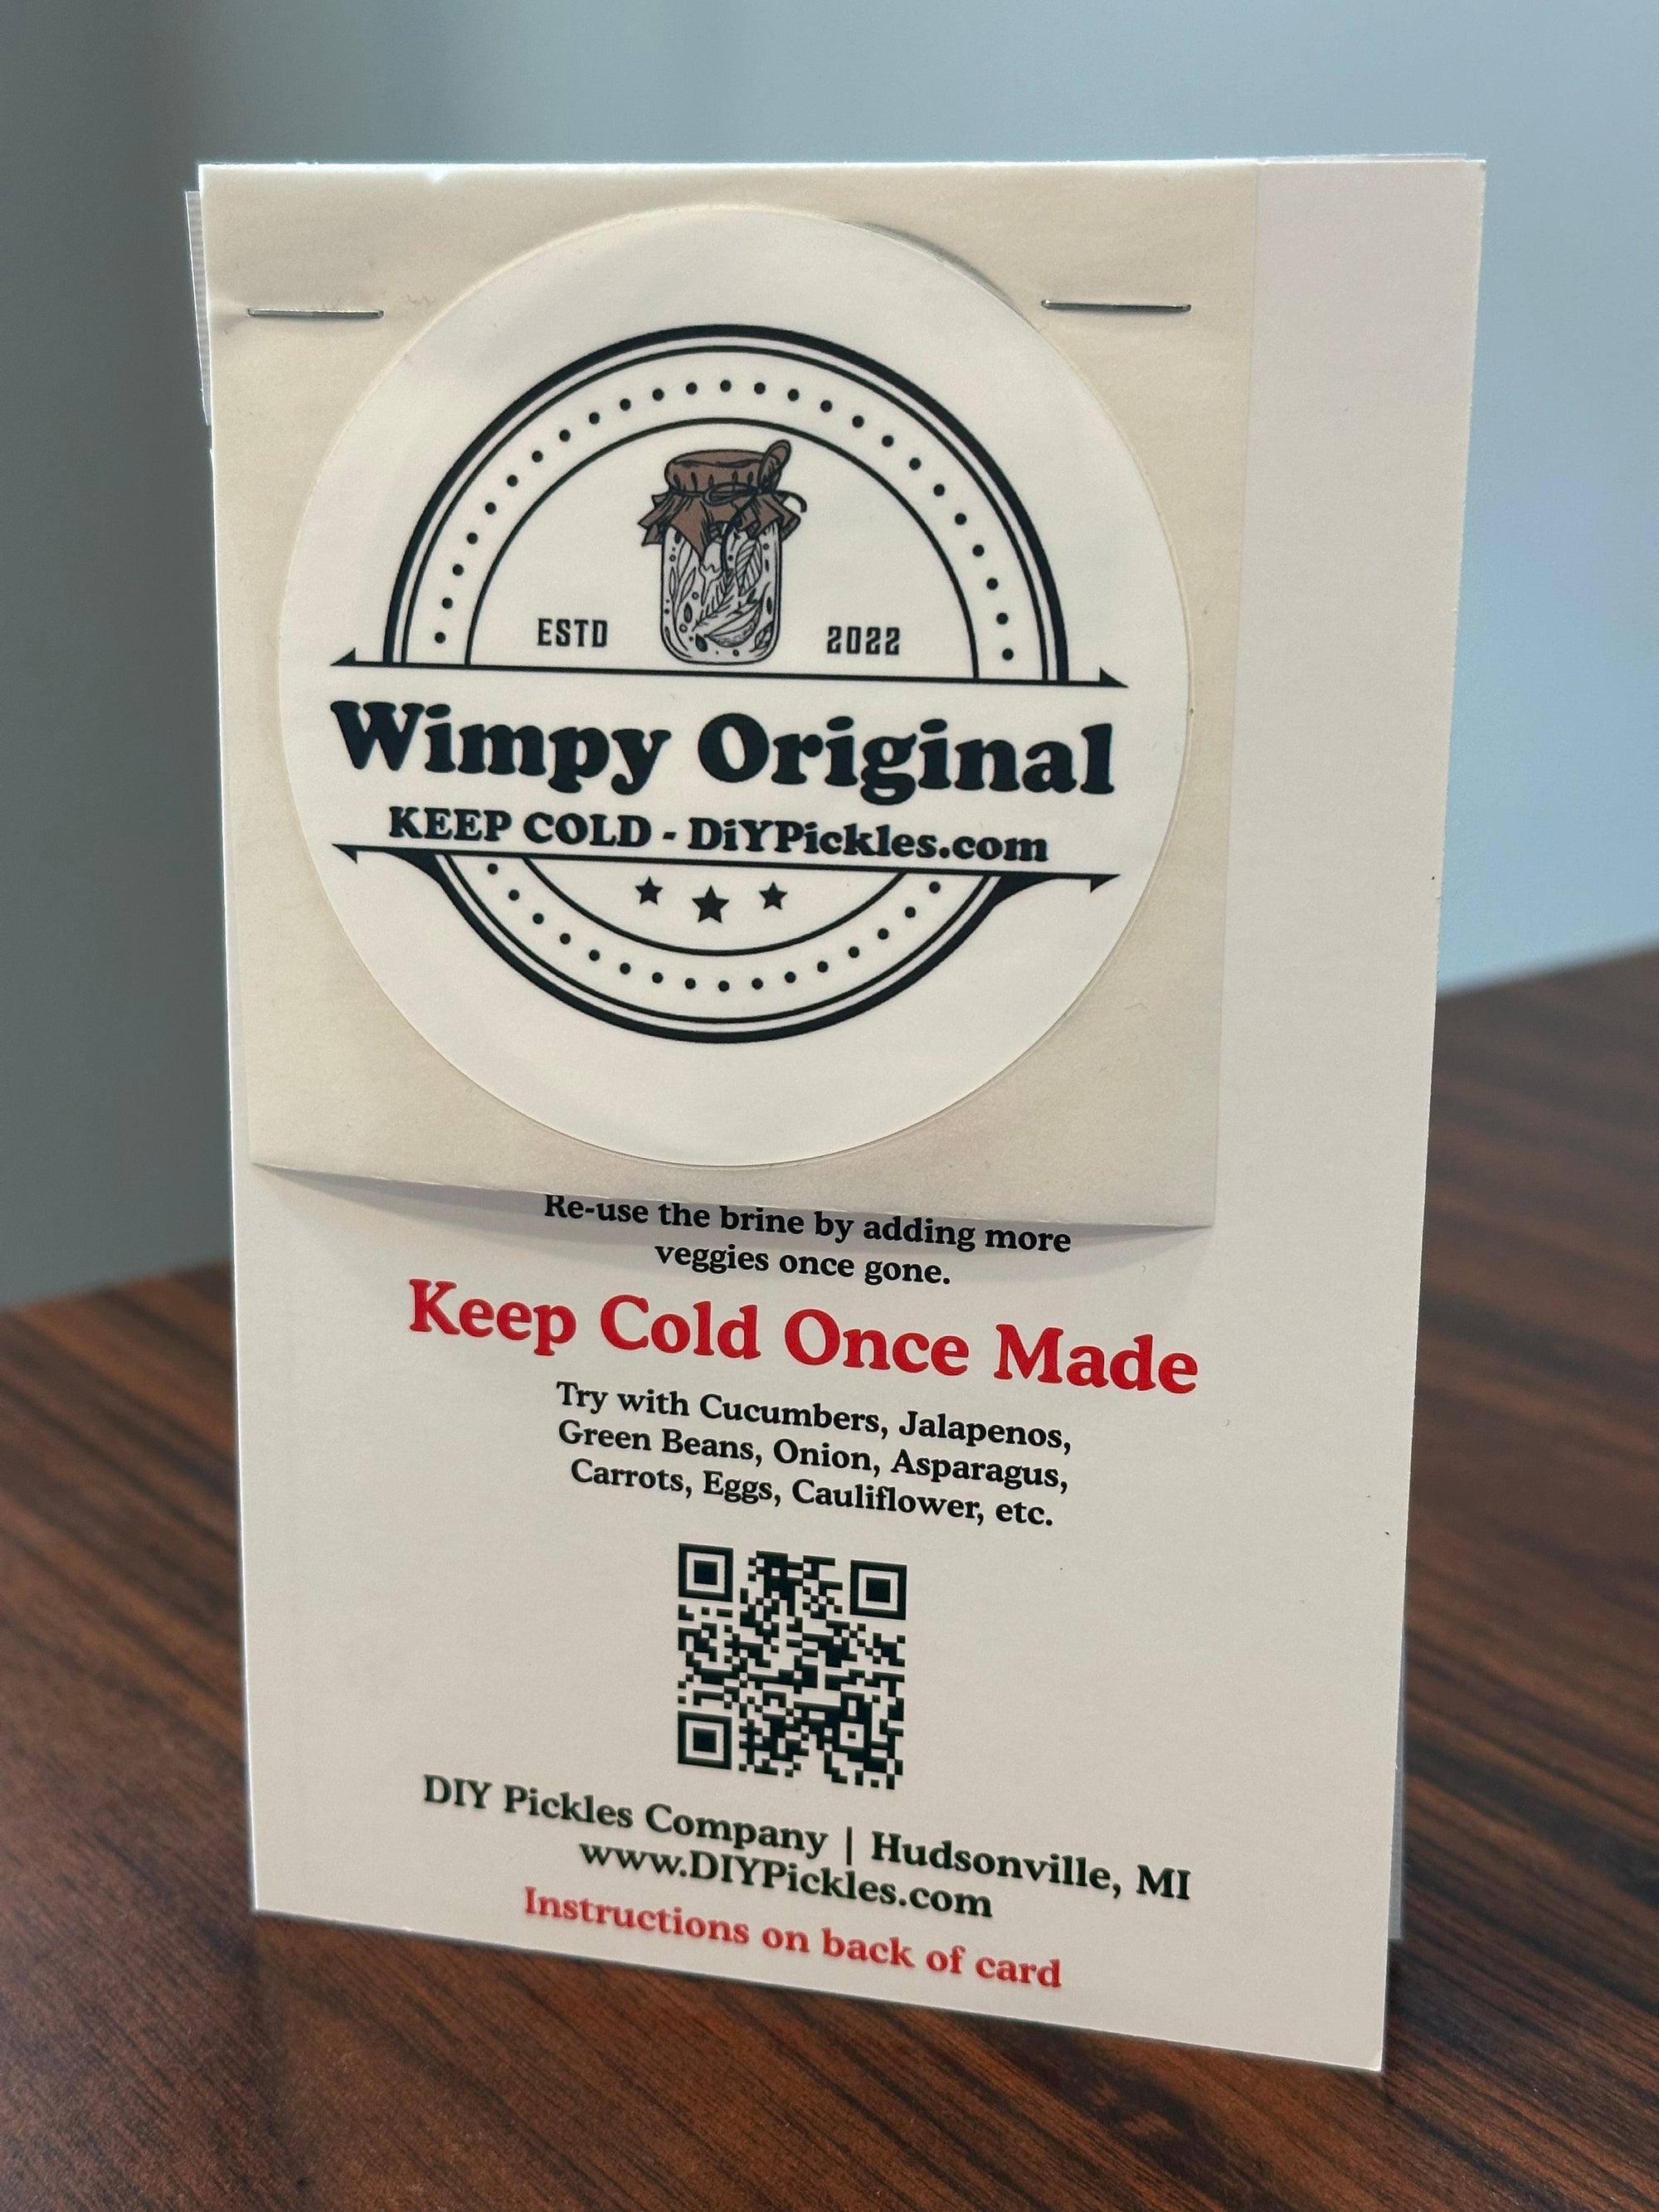 ESTD 2022
Wimpy Original
KEEP COLD - DiYPickles.com
Re-use the brine by adding more
veggies once gone.
Keep Cold Once Made
Try with Cucumbers, Jalapenos,
Green Beans, Onion, Asparagus,
Carrots, Eggs, Cauliflower, etc.
DIY Pickles Company | Hudsonville, MI
www.DIYPickles.com
Instructions on back of card